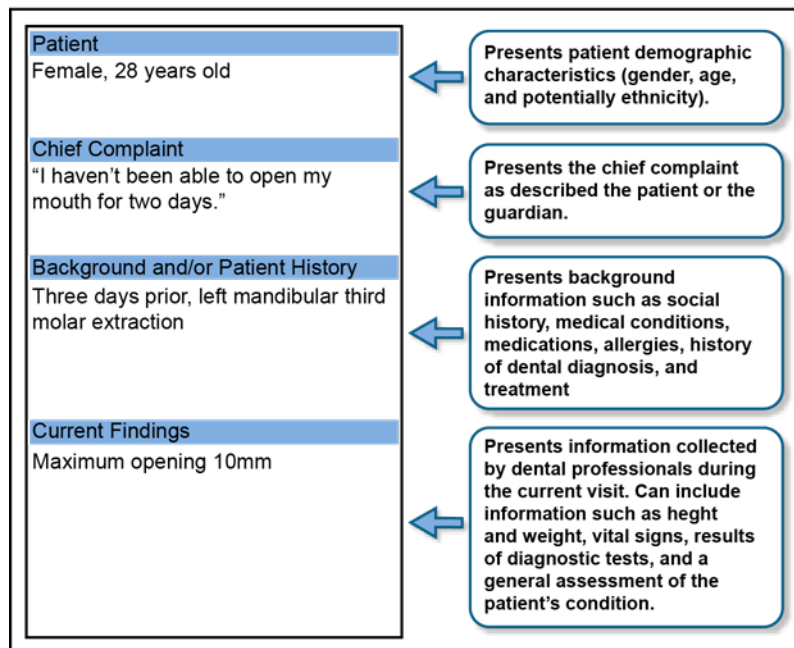 Patient
Female, 28 years old
Presents patient demographic
characteristics (gender, age,
and potentially ethnicity).
Chief Complaint
“I haven’t been able to open my
mouth for two days.”
Presents the chief complaint
as described the patient or the
guardian.
Background and/or Patient History
Three days prior, left mandibular third
molar extraction
Presents background
information such as social
history, medical conditions,
medications, allergies, history
of dental diagnosis, and
treatment
Current Findings
Maximum opening 10mm
Presents information collected
by dental professionals during
the current visit. Can include
information such as heght
and weight, vital signs, results
of diagnostic tests, and a
general assessment of the
patient’s condition.